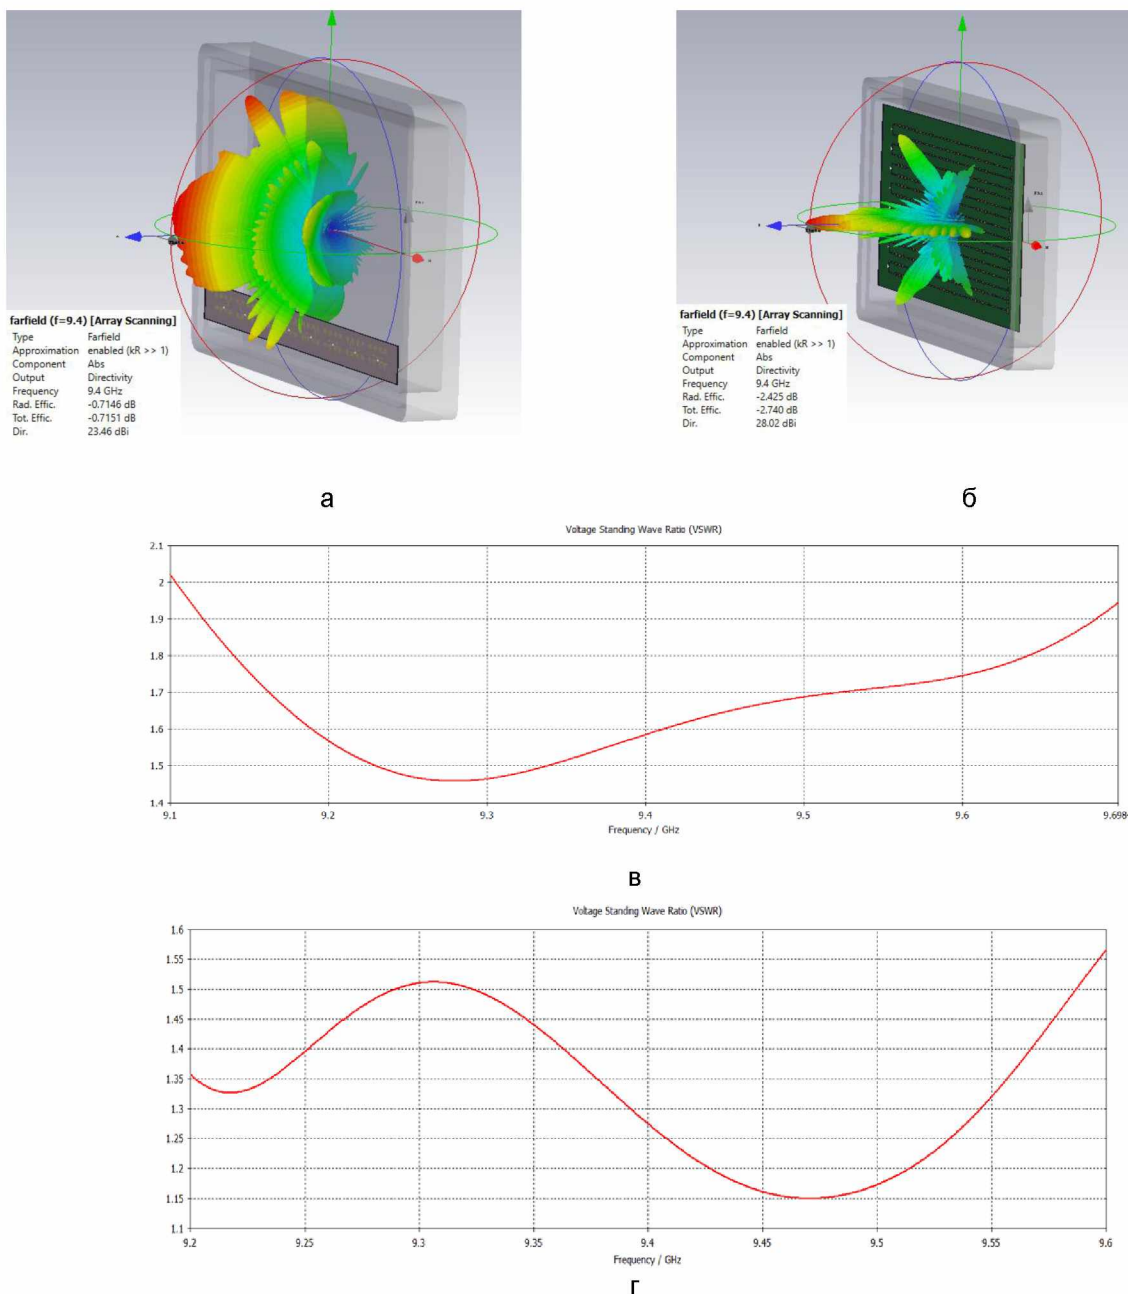 farfield (f=9.4) [Array Scanning]
Type Farfield
Approximation enabled (kR >> 1)
Component Abs
Output Directivity
Frequency 9.4 GHz
Rad. Effic. -0.7146 dB
Tot. Effic. -0.7151 dB
Dir. 23.46 dBi
farfield (f=9.4) [Array Scanning]
Type Farfield
Approximation enabled (kR >> 1)
Component Abs
Output Directivity
Frequency 9.4 GHz
Rad. Effic. -2.425 dB
Tot. Effic. -2.740 dB
Dir. 28.02 dBi
а
б
Voltage Standing Wave Ratio (VSWR)
2.1
2
1.9
1.8
1.7
1.6
1.5
1.4
9.1 9.2 9.3 9.4 9.5 9.6 9.698
Frequency / GHz
в
Voltage Standing Wave Ratio (VSWR)
1.6
1.55
1.5
1.45
1.4
1.35
1.3
1.25
1.2
1.15
1.1
9.2 9.25 9.3 9.35 9.4 9.45 9.5 9.55 9.6
Frequency / GHz
г